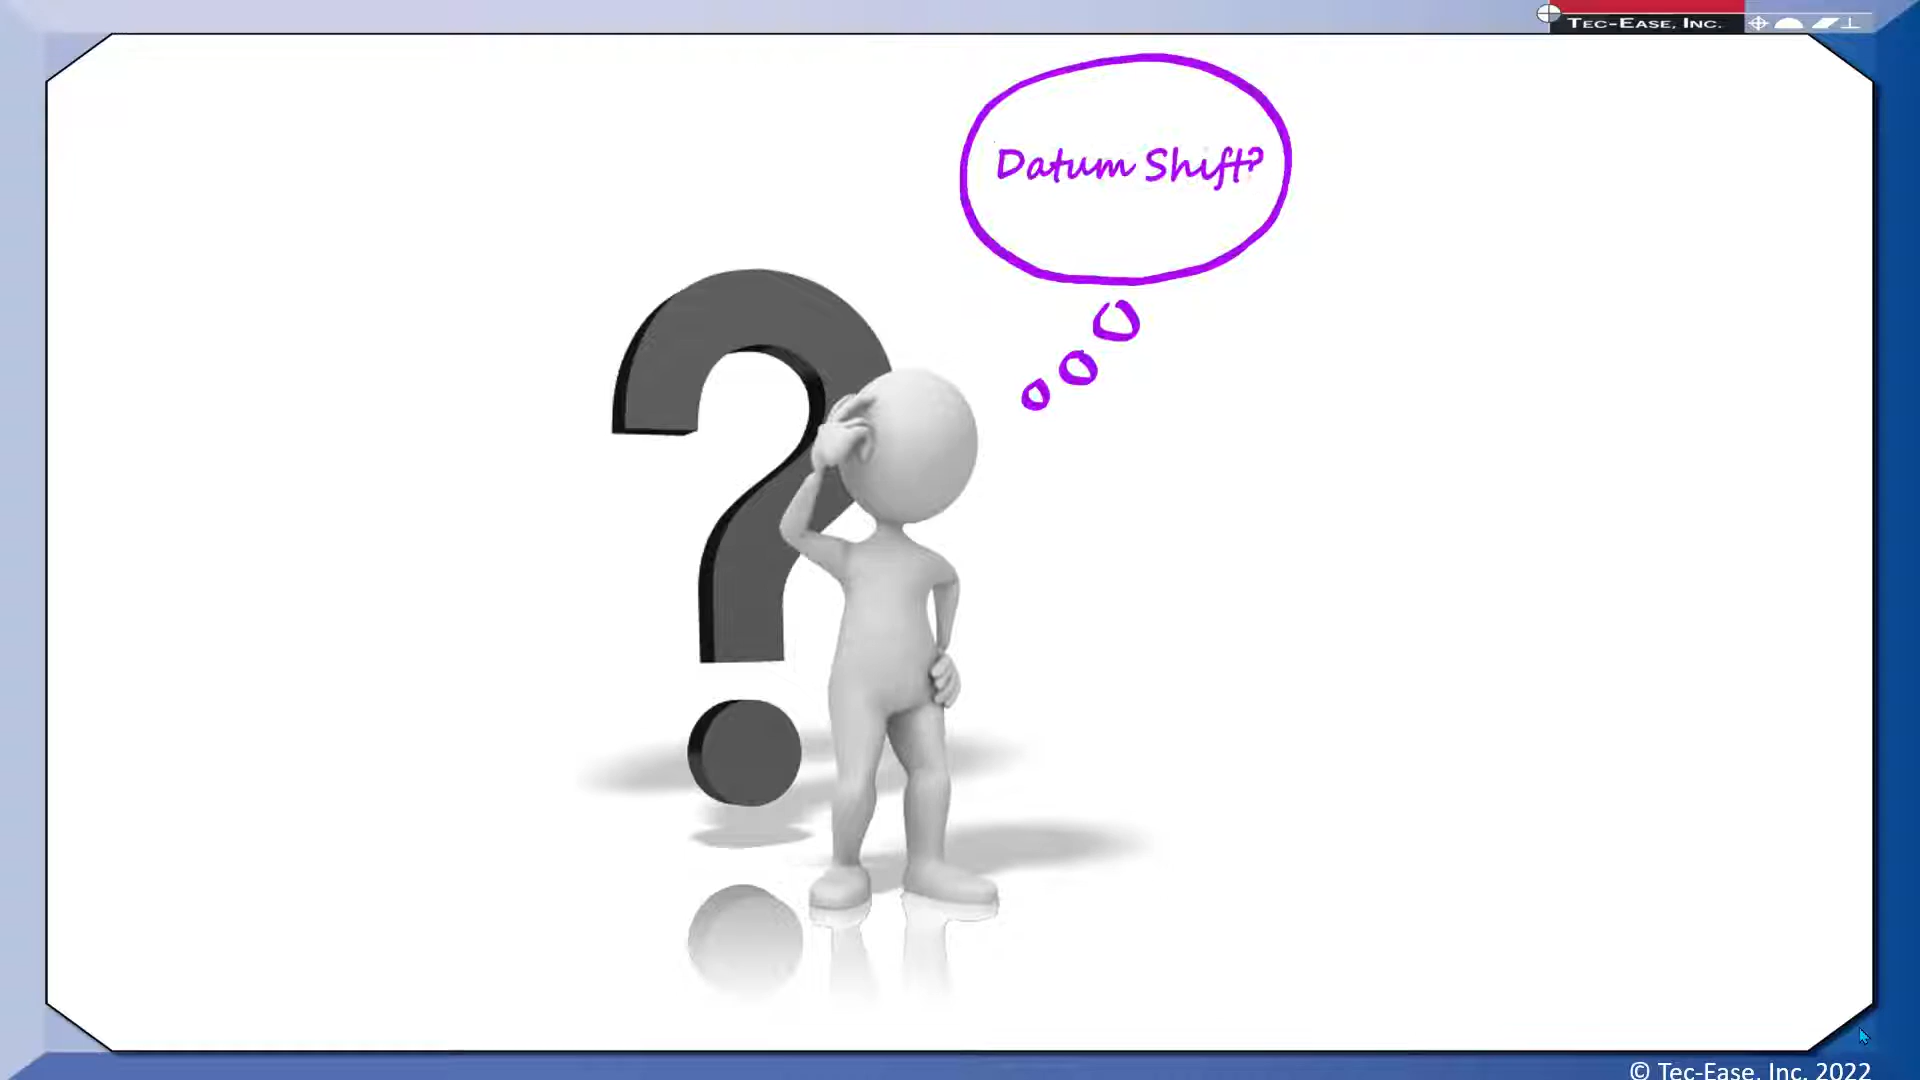 TEC-EASE, INC.
Datum Shift?
© Tec-Ease, Inc. 2022